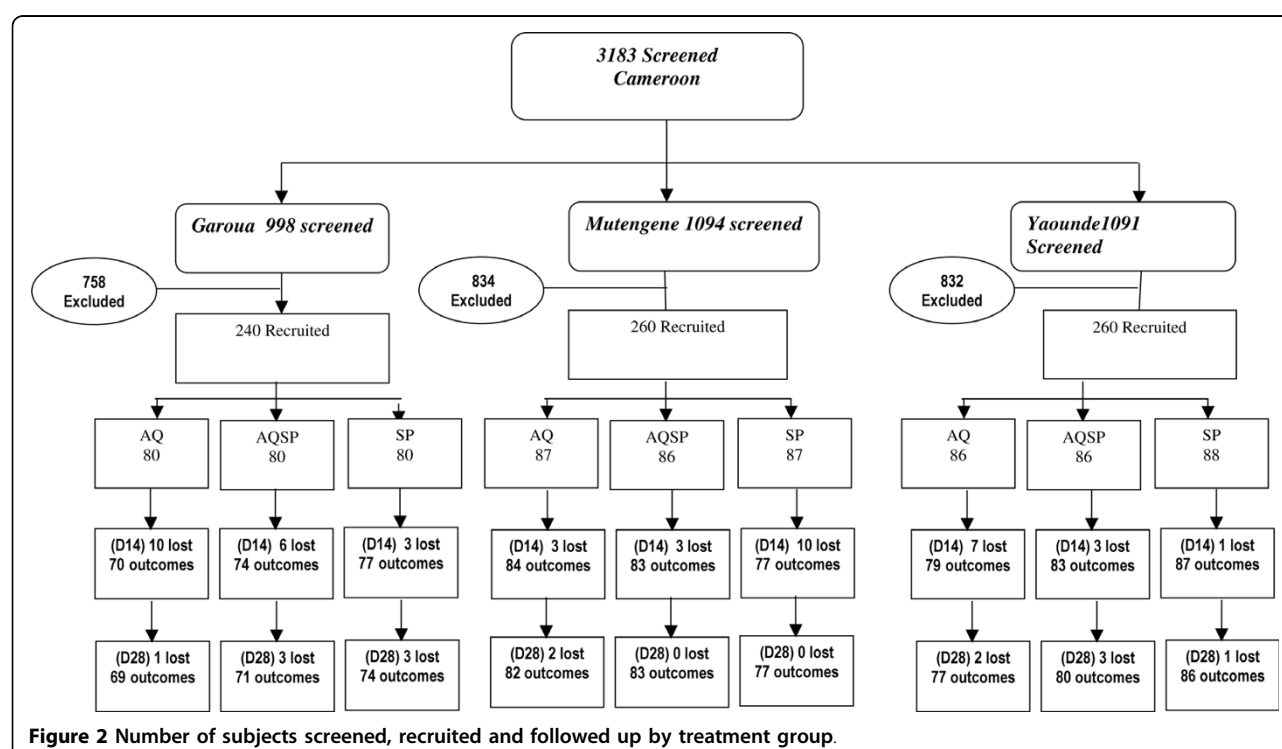 3183 Screened
Cameroon
Garoua 998 screened
Mutengene 1094 screened
Yaounde1091
Screened
758
Excluded
834
Excluded
832
Excluded
240 Recruited
260 Recruited
260 Recruited
AQ
80
AQSP
80
SP
80
AQ
87
AQSP
86
SP
87
AQ
86
AQSP
86
SP
88
(D14) 10 lost
70 outcomes
(D14) 6 lost
74 outcomes
(D14) 3 lost
77 outcomes
(D14) 3 lost
84 outcomes
(D14) 3 lost
83 outcomes
(D14) 10 lost
77 outcomes
(D14) 7 lost
79 outcomes
(D14) 3 lost
83 outcomes
(D14) 1 lost
87 outcomes
(D28) 1 lost
69 outcomes
(D28) 3 lost
71 outcomes
(D28) 3 lost
74 outcomes
(D28) 2 lost
82 outcomes
(D28) 0 lost
83 outcomes
(D28) 0 lost
77 outcomes
(D28) 2 lost
77 outcomes
(D28) 3 lost
80 outcomes
(D28) 1 lost
86 outcomes
Figure 2 Number of subjects screened, recruited and followed up by treatment group.